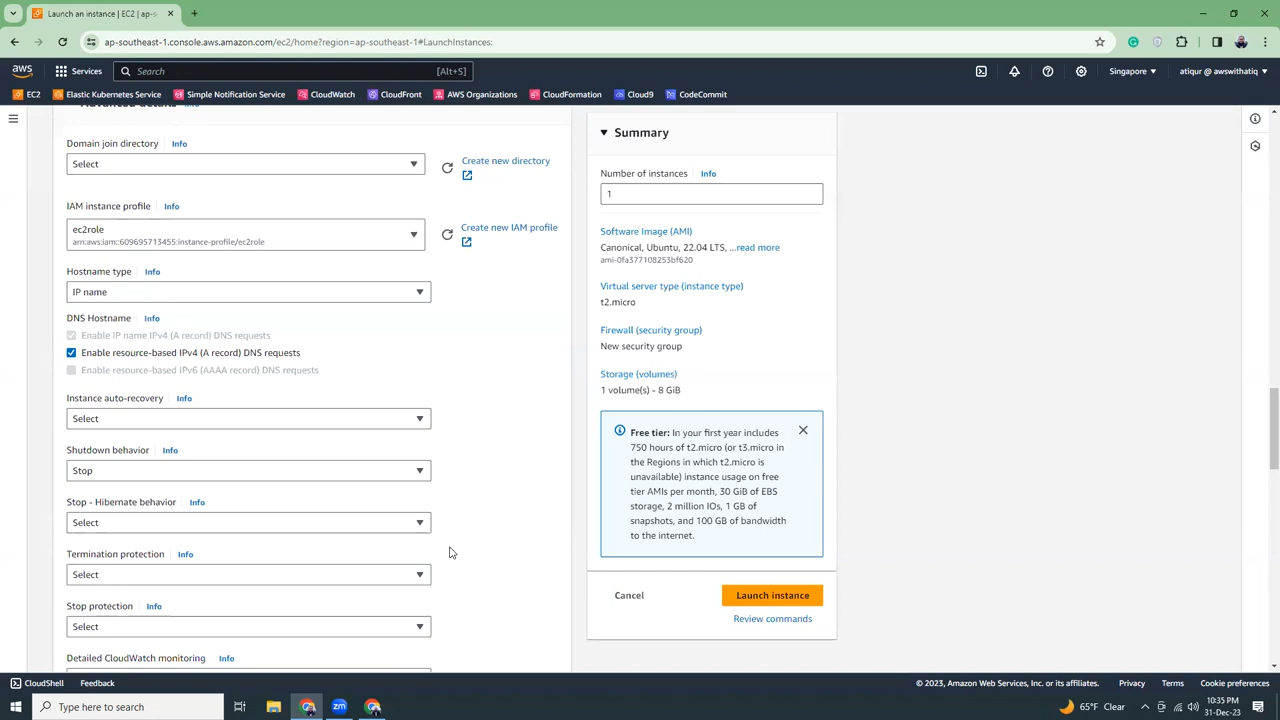 Launch an instance | EC2 | ap-s
ap-southeast-1.console.aws.amazon.com/ec2/home?region=ap-southeast-1#LaunchInstances:
aws
Services
Search
[Alt+S]
Singapore
atiqur @ awswithatiq
EC2
Elastic Kubernetes Service
Simple Notification Service
CloudWatch
CloudFront
AWS Organizations
CloudFormation
Cloud9
CodeCommit
Advanced details Info
Domain join directory Info
Select
Create new directory
IAM instance profile Info
ec2role
arn:aws:iam::609695713455:instance-profile/ec2role
Create new IAM profile
Hostname type Info
IP name
DNS Hostname Info
Enable IP name IPv4 (A record) DNS requests
Enable resource-based IPv4 (A record) DNS requests
Enable resource-based IPv6 (AAAA record) DNS requests
Instance auto-recovery Info
Select
Shutdown behavior Info
Stop
Stop - Hibernate behavior Info
Select
Termination protection Info
Select
Stop protection Info
Select
Detailed CloudWatch monitoring Info
Summary
Number of instances Info
1
Software Image (AMI)
Canonical, Ubuntu, 22.04 LTS, ...read more
ami-0fa377108253bf620
Virtual server type (instance type)
t2.micro
Firewall (security group)
New security group
Storage (volumes)
1 volume(s) - 8 GiB
Free tier: In your first year includes
750 hours of t2.micro (or t3.micro in
the Regions in which t2.micro is
unavailable) instance usage on free
tier AMIs per month, 30 GiB of EBS
storage, 2 million IOs, 1 GB of
snapshots, and 100 GB of bandwidth
to the internet.
Cancel
Launch instance
Review commands
CloudShell
Feedback
© 2023, Amazon Web Services, Inc. or its affiliates.
Privacy
Terms
Cookie preferences
Type here to search
65°F Clear
10:35 PM
31-Dec-23